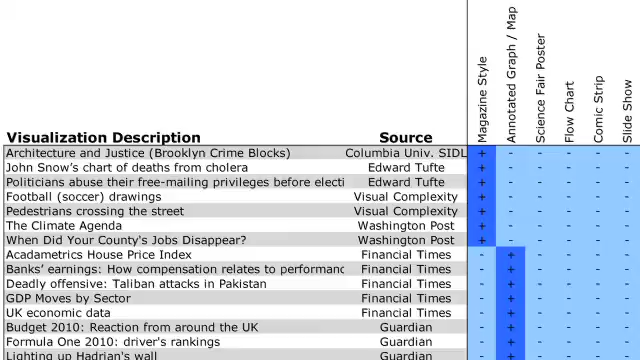 Magazine Style
Annotated Graph / Map
Science Fair Poster
Flow Chart
Comic Strip
Slide Show
Visualization Description Source
Architecture and Justice (Brooklyn Crime Blocks) Columbia Univ. SIDL + - - - - -
John Snow's chart of deaths from cholera Edward Tufte + - - - - -
Politicians abuse their free-mailing privileges before electi Edward Tufte + - - - - -
Football (soccer) drawings Visual Complexity + - - - - -
Pedestrians crossing the street Visual Complexity + - - - - -
The Climate Agenda Washington Post + - - - - -
When Did Your County's Jobs Disappear? Washington Post + - - - - -
Acadametrics House Price Index Financial Times - + - - - -
Banks' earnings: How compensation relates to performanc Financial Times - + - - - -
Deadly offensive: Taliban attacks in Pakistan Financial Times - + - - - -
GDP Moves by Sector Financial Times - + - - - -
UK economic data Financial Times - + - - - -
Budget 2010: Reaction from around the UK Guardian - + - - - -
Formula One 2010: driver's rankings Guardian - + - - - -
Lighting up Hadrian's wall Guardian - + - - - -